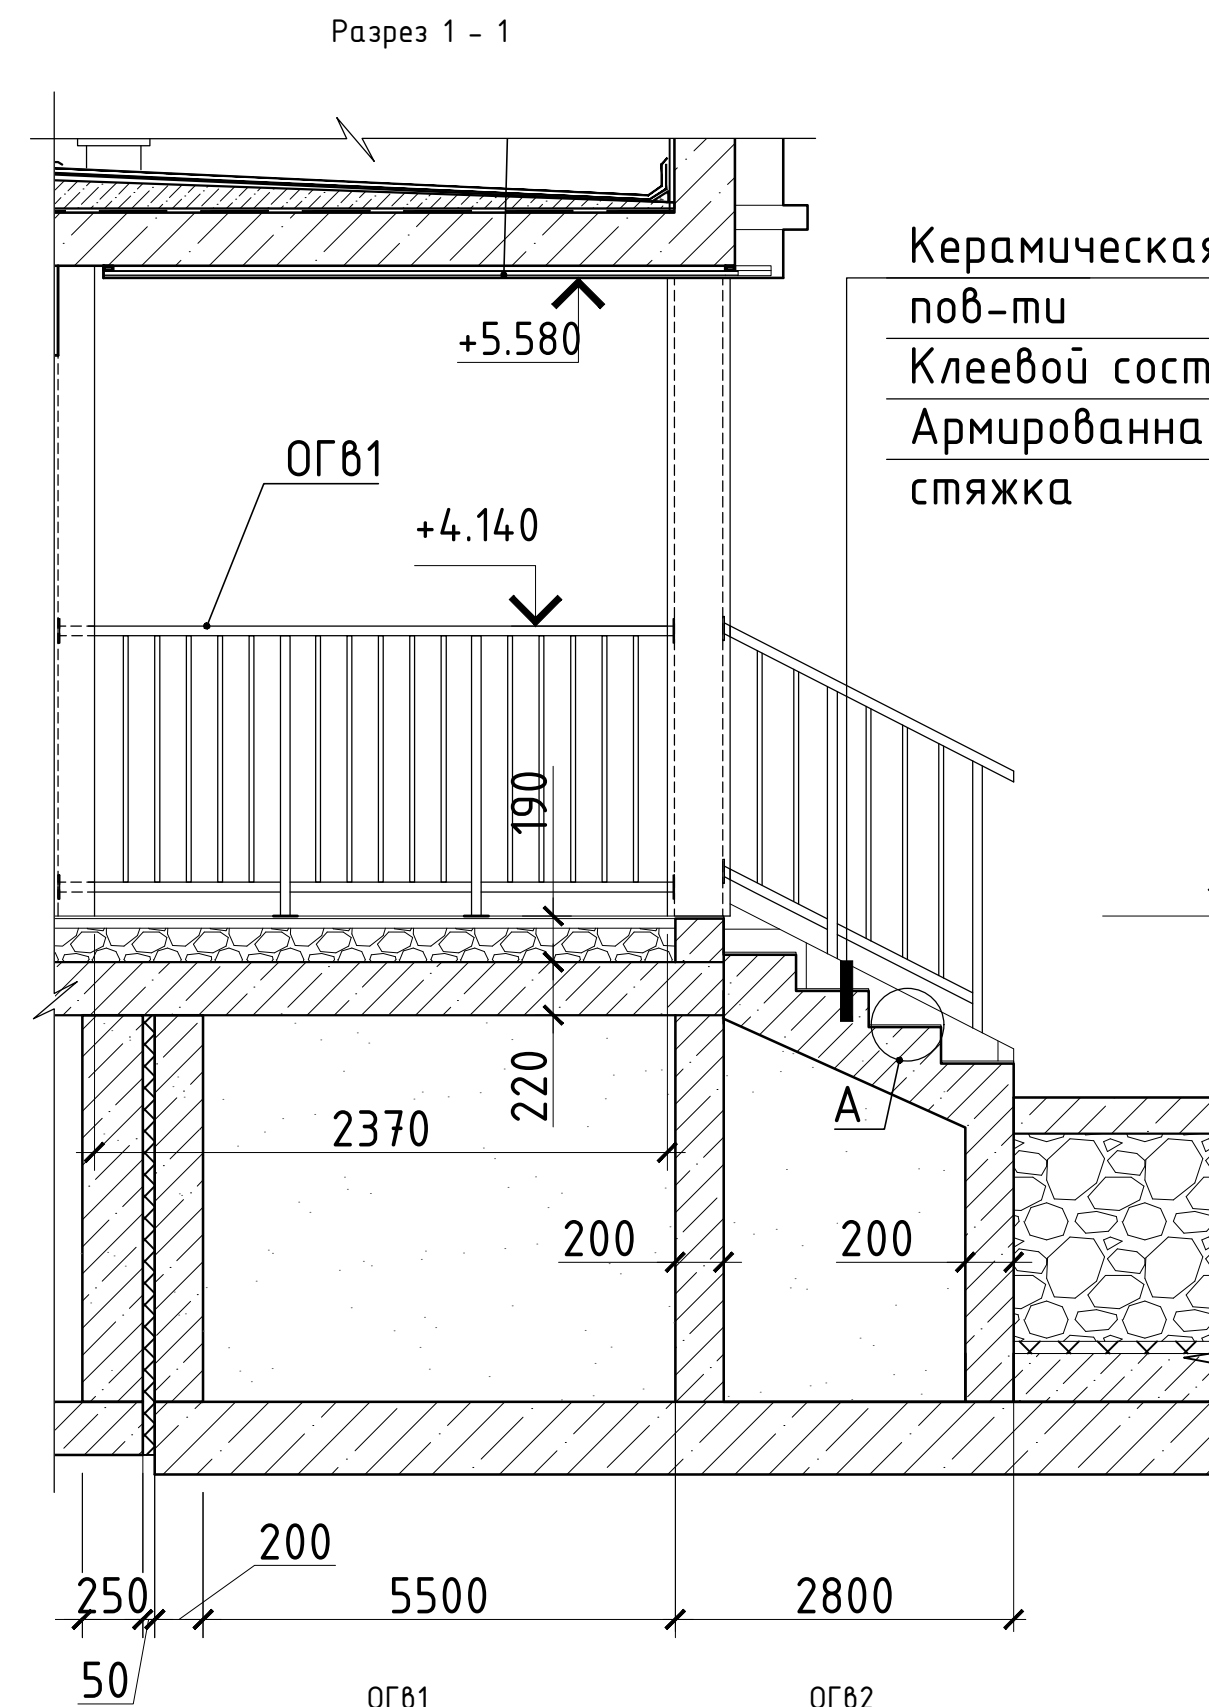 Разрез 1 - 1
Керамическая
пов-ти
Клеевой сост
Армированна
стяжка
+5.580
ОГв1
+4.140
190
220
А
2370
200
200
200
250
5500
2800
50
ОГв1
ОГв2